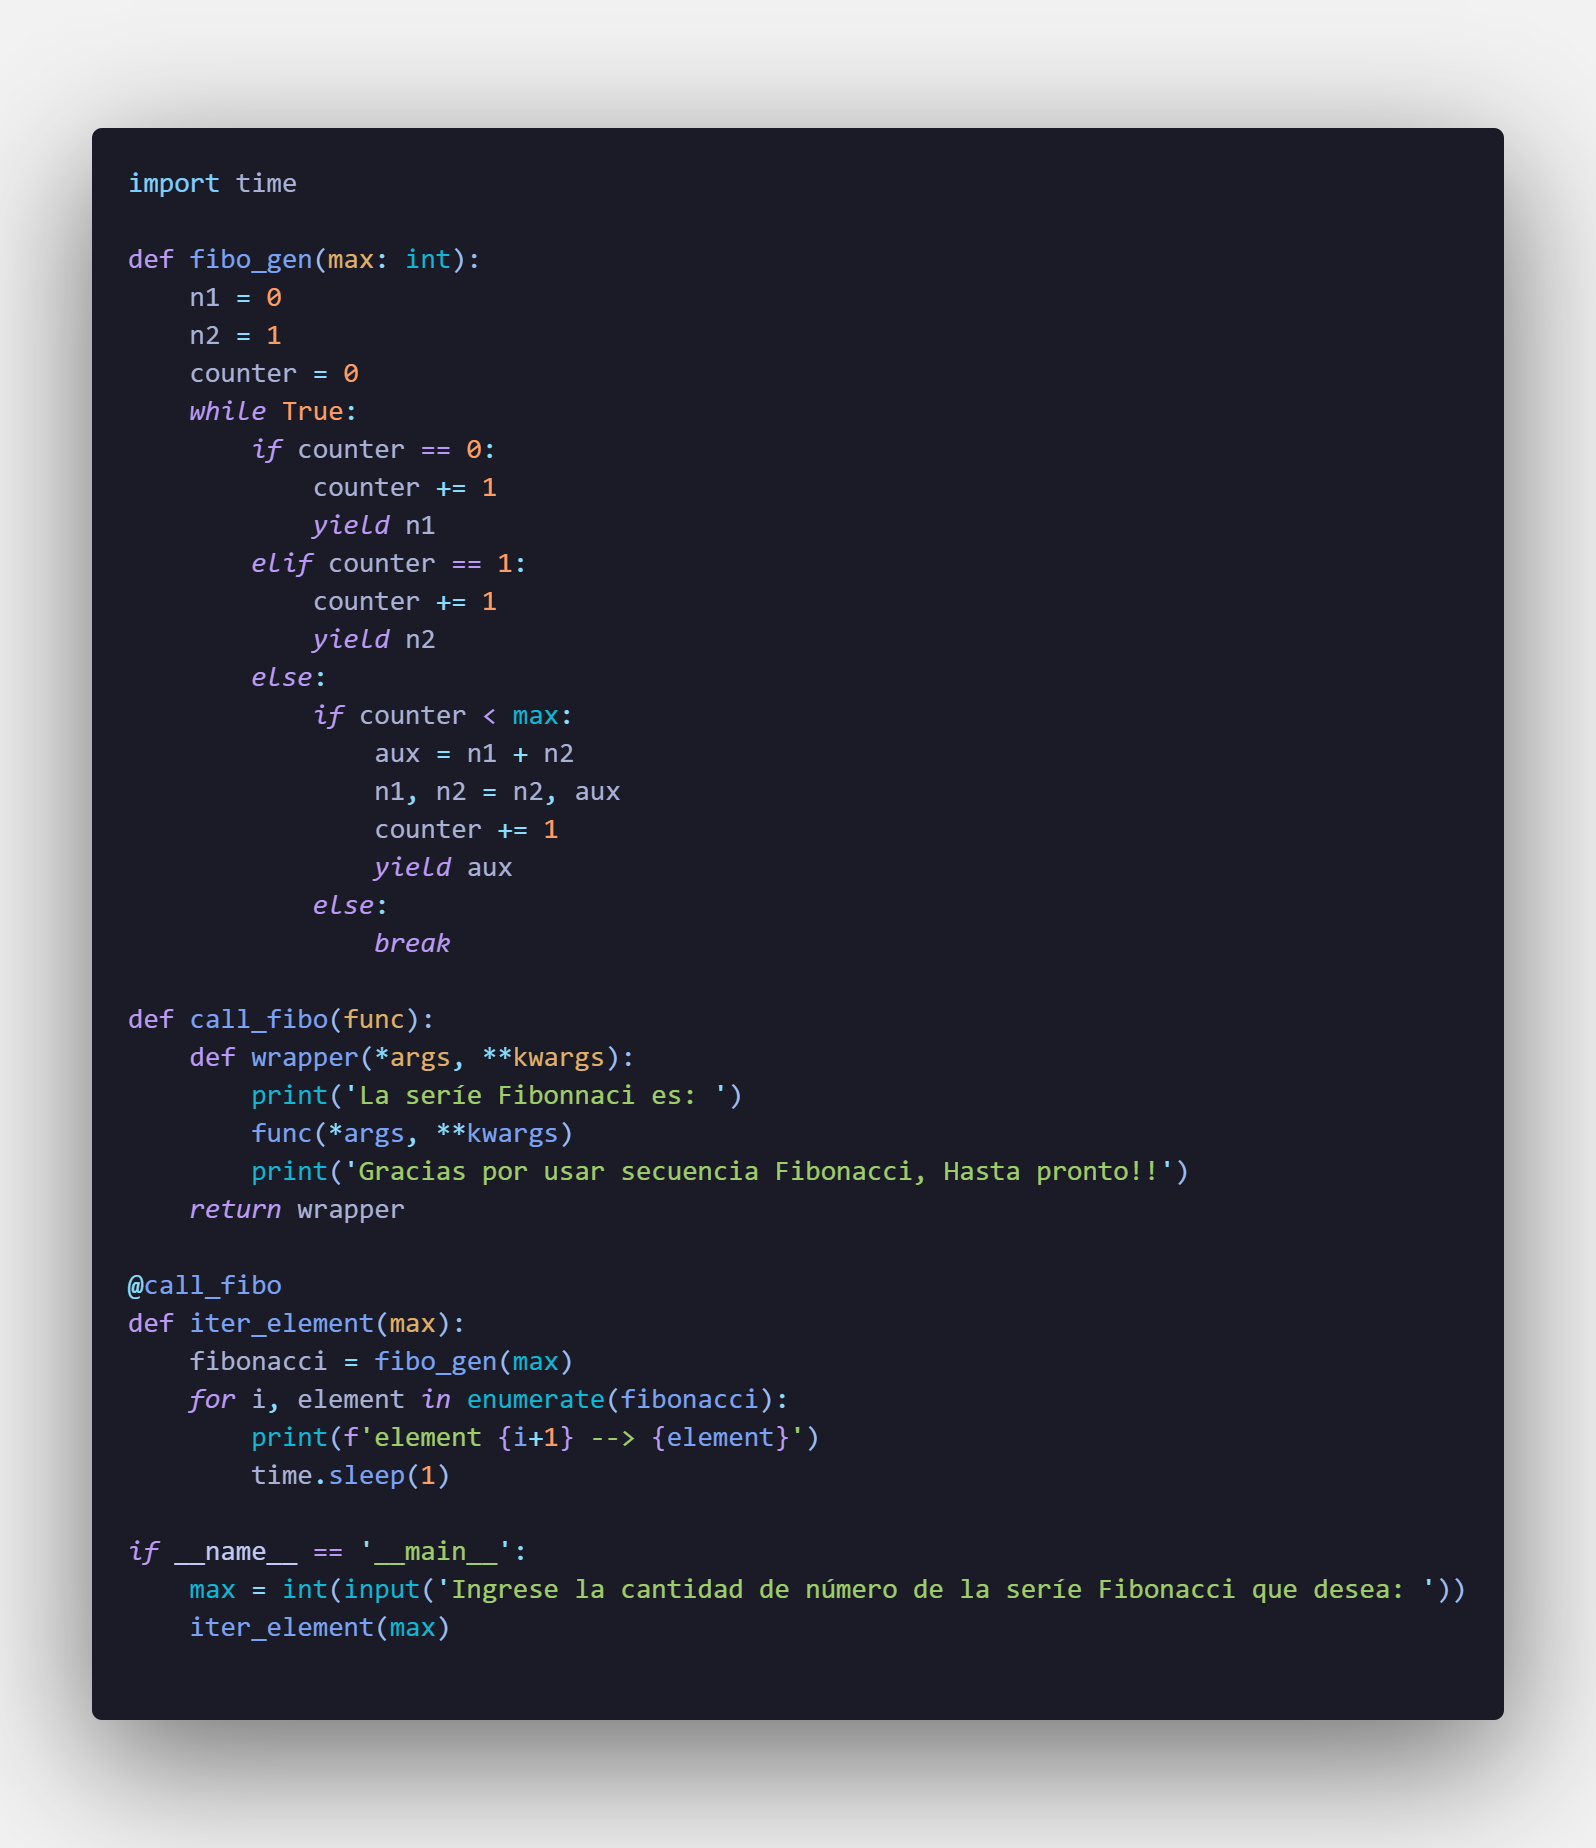 import time
def fibo_gen(max: int):
    n1 = 0
    n2 = 1
    counter = 0
    while True:
        if counter == 0:
            counter += 1
            yield n1
        elif counter == 1:
            counter += 1
            yield n2
        else:
            if counter < max:
                aux = n1 + n2
                n1, n2 = n2, aux
                counter += 1
                yield aux
            else:
                break
def call_fibo(func):
    def wrapper(*args, **kwargs):
        print('La seríe Fibonnaci es: ')
        func(*args, **kwargs)
        print('Gracias por usar secuencia Fibonacci, Hasta pronto!!')
    return wrapper
@call_fibo
def iter_element(max):
    fibonacci = fibo_gen(max)
    for i, element in enumerate(fibonacci):
        print(f'element {i+1} --> {element}')
        time.sleep(1)
if __name__ == '__main__':
    max = int(input('Ingrese la cantidad de número de la seríe Fibonacci que desea: '))
    iter_element(max)